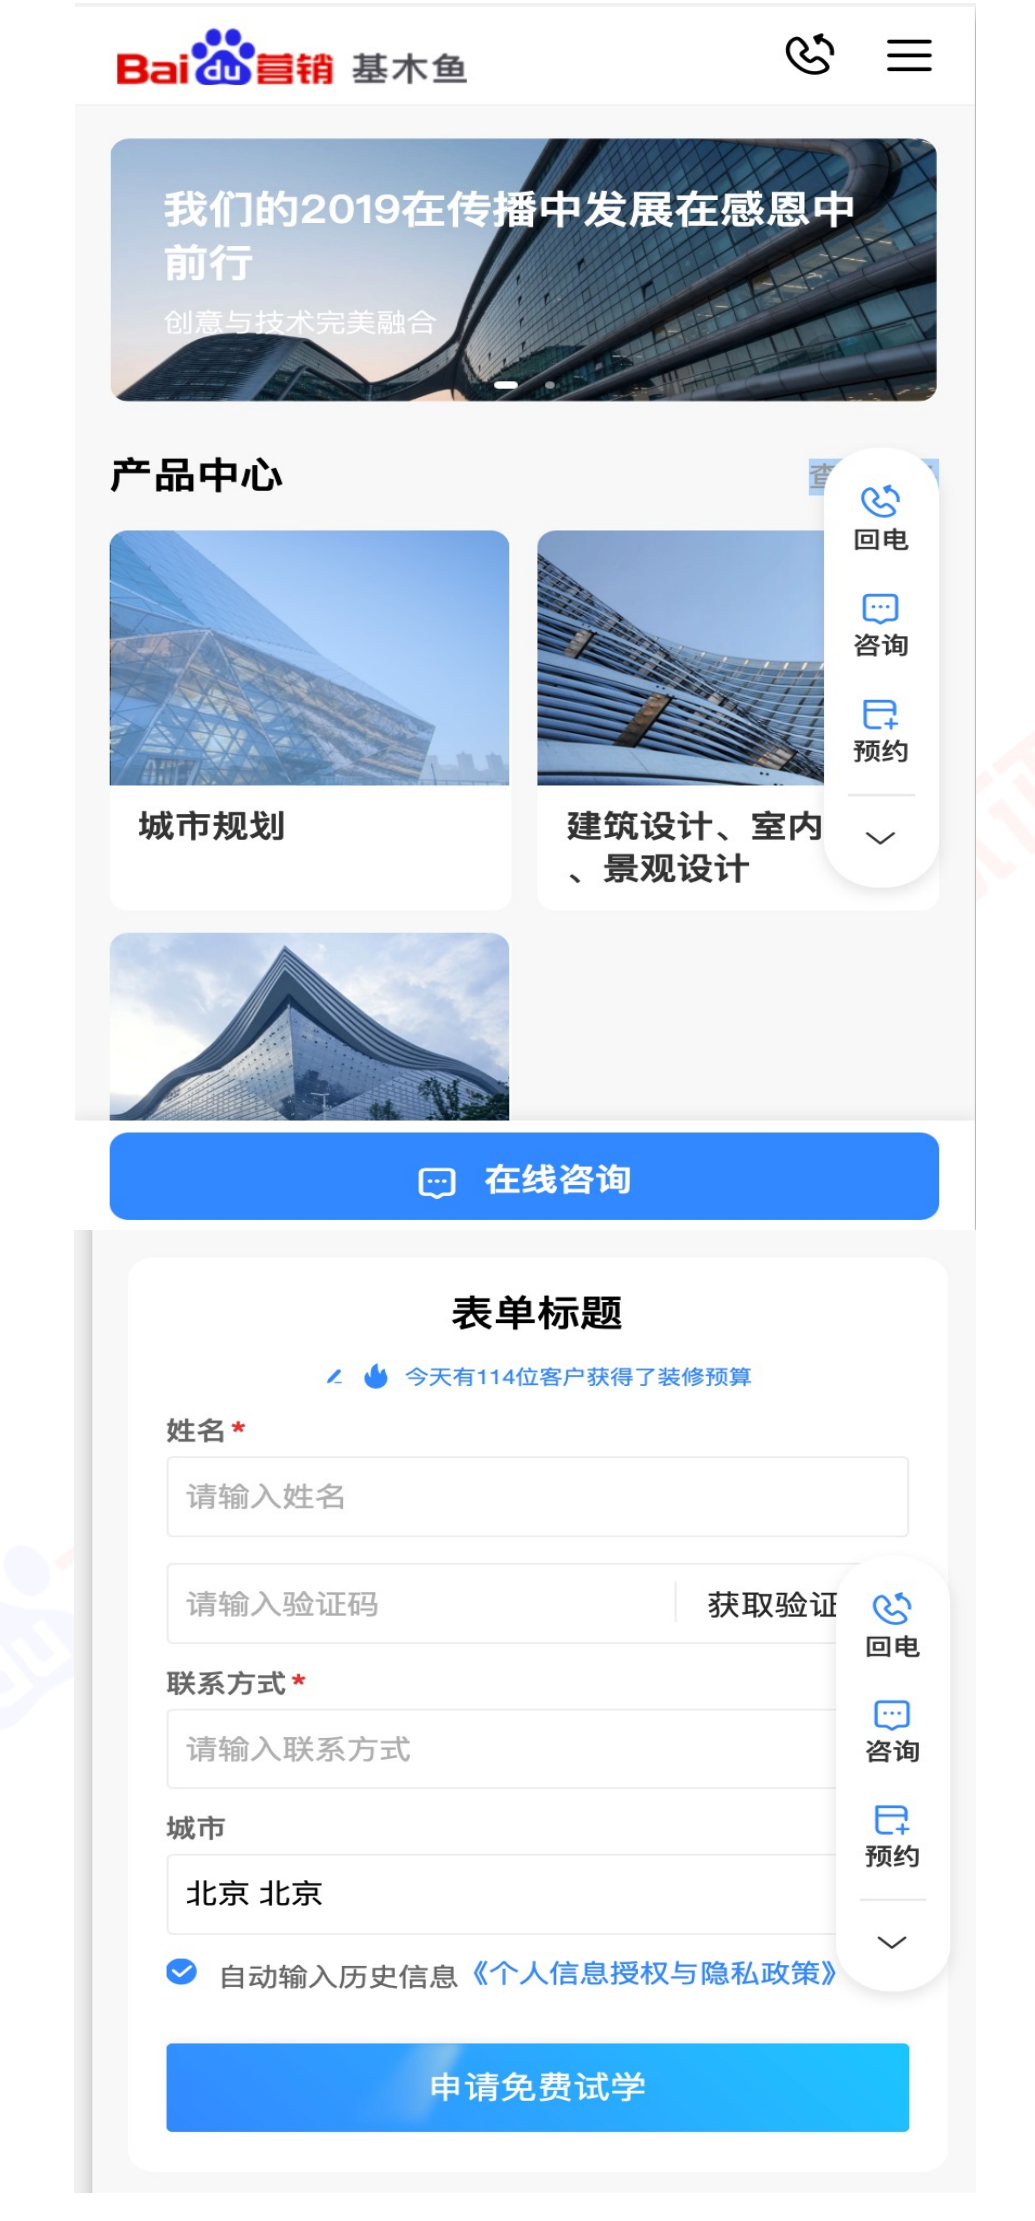 Bai du 营销 基木鱼
我们的2019在传播中发展在感恩中
前行
创意与技术完美融合
产品中心
回电
咨询
预约
城市规划
建筑设计、室内
、景观设计
在线咨询
表单标题
今天有114位客户获得了装修预算
姓名*
请输入姓名
请输入验证码 获取验证
回电
联系方式*
请输入联系方式
咨询
城市
预约
北京 北京
自动输入历史信息《个人信息授权与隐私政策》
申请免费试学